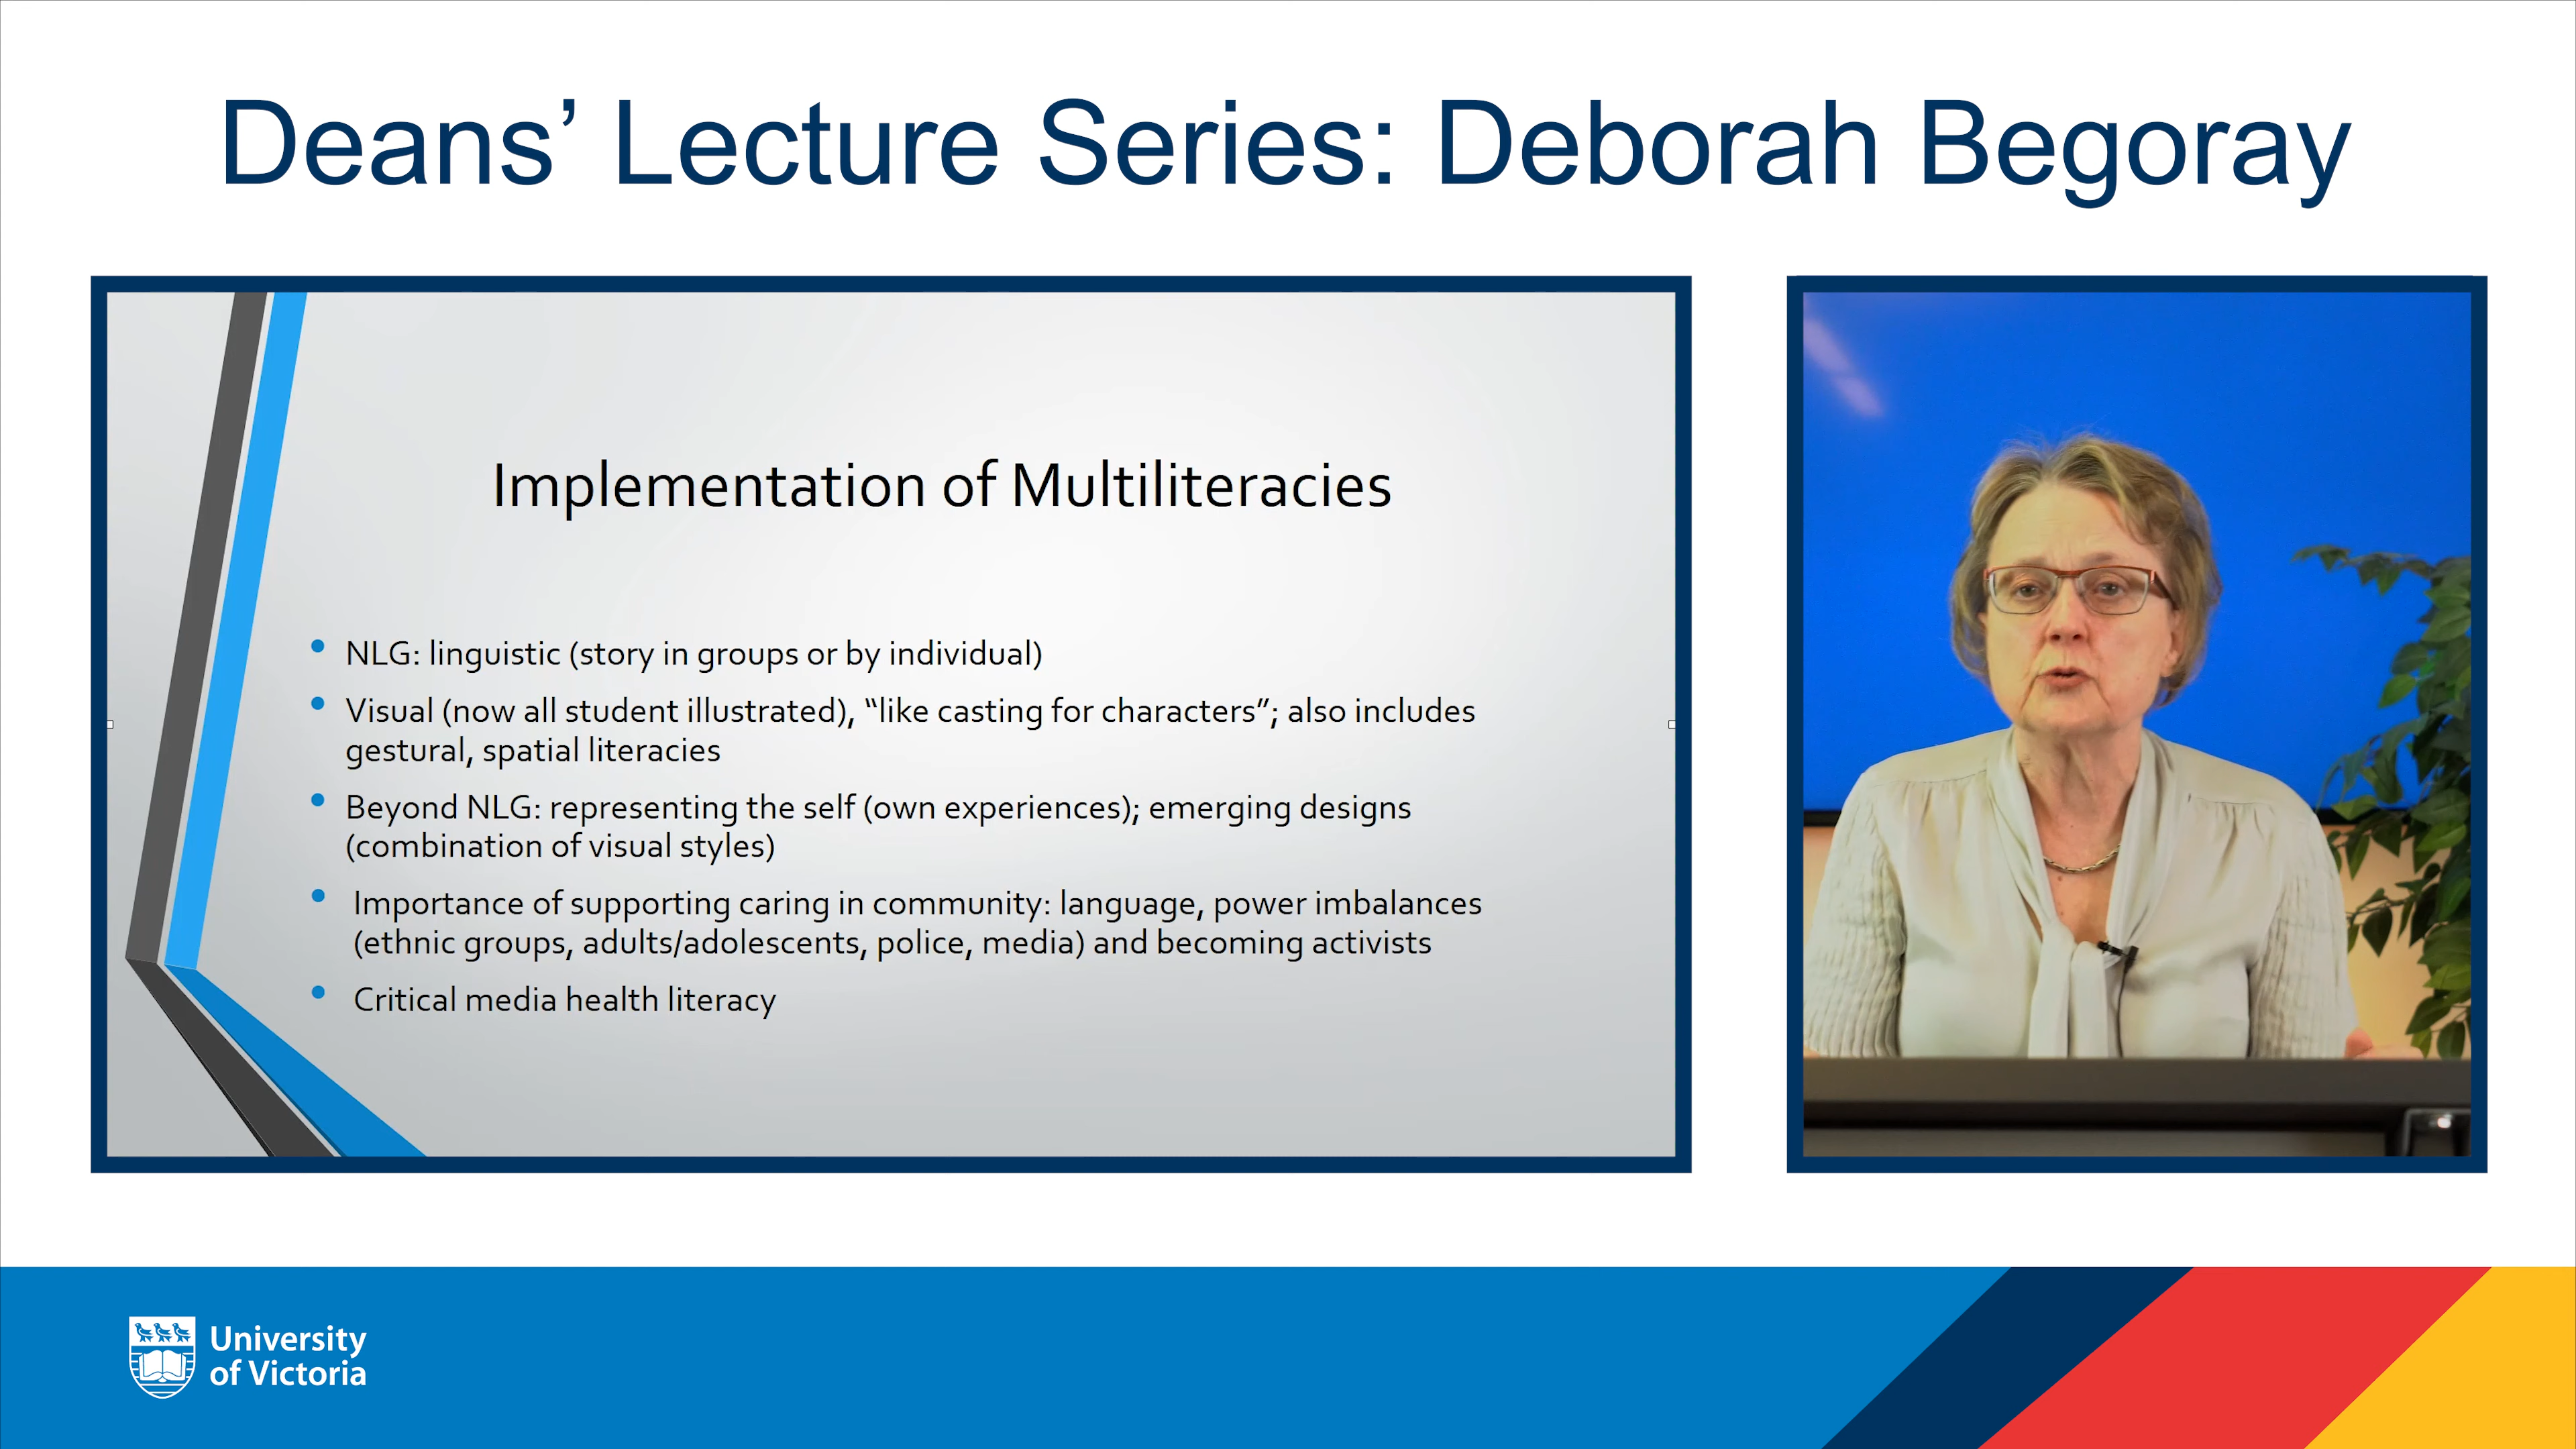 Deans’ Lecture Series: Deborah Begoray
Implementation of Multiliteracies
NLG: linguistic (story in groups or by individual)
Visual (now all student illustrated), “like casting for characters”; also includes
gestural, spatial literacies
Beyond NLG: representing the self (own experiences); emerging designs
(combination of visual styles)
Importance of supporting caring in community: language, power imbalances
(ethnic groups, adults/adolescents, police, media) and becoming activists
Critical media health literacy
University
of Victoria